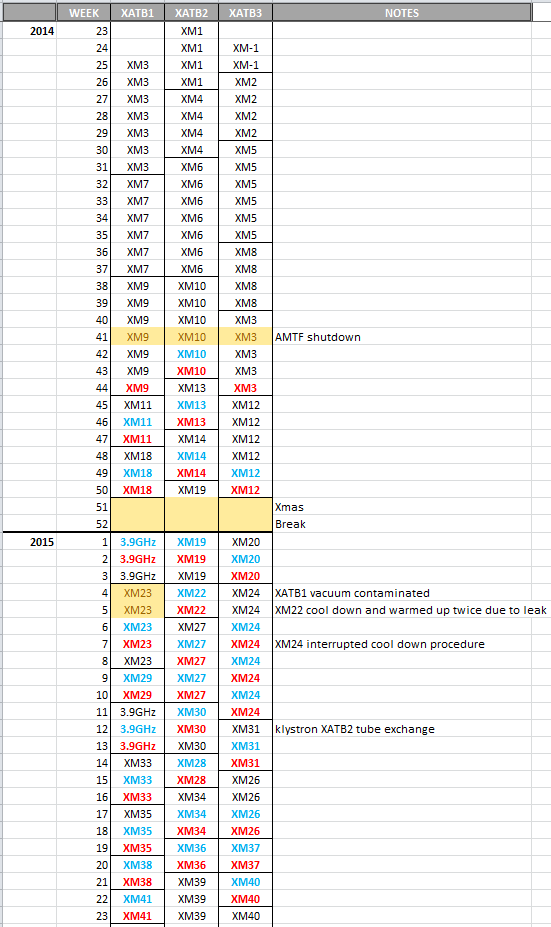 WEEK XATB1 XATB2 XATB3 NOTES
2014 23 XM1
24 XM1 XM-1
25 XM3 XM1 XM-1
26 XM3 XM1 XM2
27 XM3 XM4 XM2
28 XM3 XM4 XM2
29 XM3 XM4 XM2
30 XM3 XM4 XM5
31 XM3 XM6 XM5
32 XM7 XM6 XM5
33 XM7 XM6 XM5
34 XM7 XM6 XM5
35 XM7 XM6 XM5
36 XM7 XM6 XM8
37 XM7 XM6 XM8
38 XM9 XM10 XM8
39 XM9 XM10 XM8
40 XM9 XM10 XM3
41 XM9 XM10 XM3 AMTF shutdown
42 XM9 XM10 XM3
43 XM9 XM10 XM3
44 XM9 XM13 XM3
45 XM11 XM13 XM12
46 XM11 XM13 XM12
47 XM11 XM14 XM12
48 XM18 XM14 XM12
49 XM18 XM14 XM12
50 XM18 XM19 XM12
51 Xmas
52 Break
2015 1 3.9GHz XM19 XM20
2 3.9GHz XM19 XM20
3 3.9GHz XM19 XM20
4 XM23 XM22 XM24 XATB1 vacuum contaminated
5 XM23 XM22 XM24 XM22 cool down and warmed up twice due to leak
6 XM23 XM27 XM24
7 XM23 XM27 XM24 XM24 interrupted cool down procedure
8 XM23 XM27 XM24
9 XM29 XM27 XM24
10 XM29 XM27 XM24
11 3.9GHz XM30 XM24
12 3.9GHz XM30 XM31 klystron XATB2 tube exchange
13 3.9GHz XM30 XM31
14 XM33 XM28 XM31
15 XM33 XM28 XM26
16 XM33 XM34 XM26
17 XM35 XM34 XM26
18 XM35 XM34 XM26
19 XM35 XM36 XM37
20 XM38 XM36 XM37
21 XM38 XM39 XM40
22 XM41 XM39 XM40
23 XM41 XM39 XM40